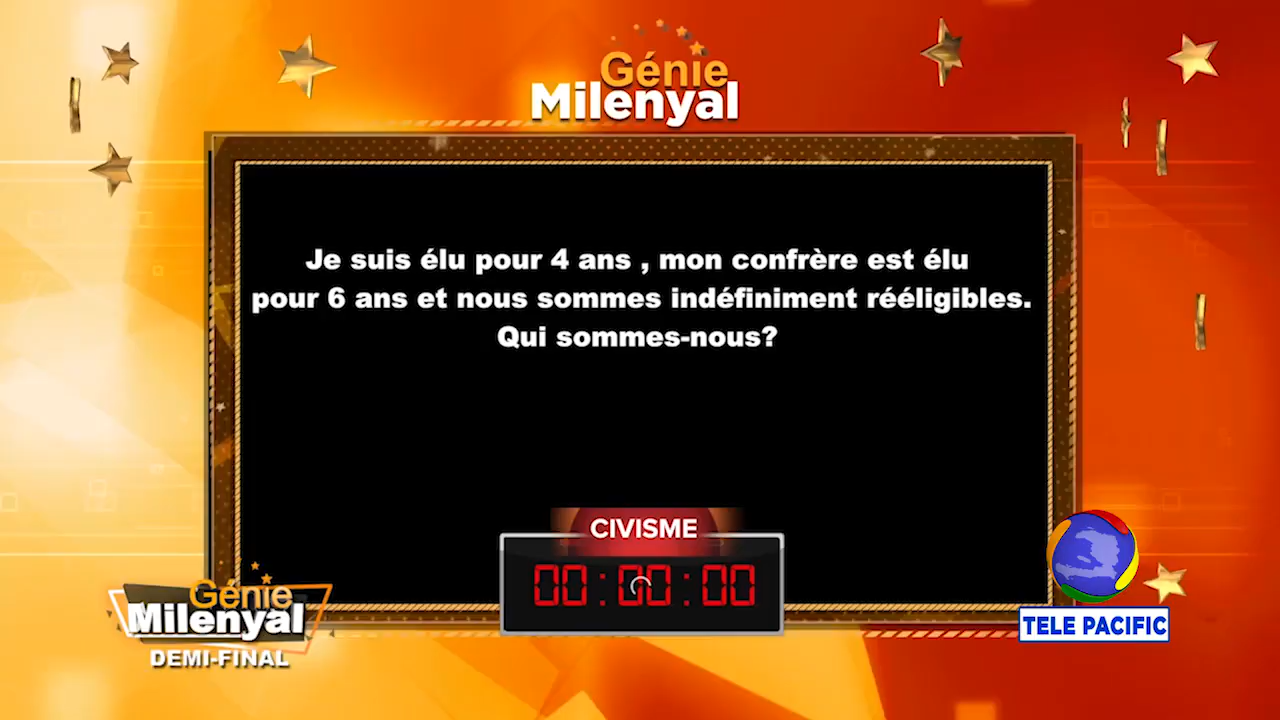 Génie
Milenyal
Je suis élu pour 4 ans , mon confrère est élu
pour 6 ans et nous sommes indéfiniment rééligibles.
Qui sommes-nous?
CIVISME
00:00:00
Génie
Milenyal
DEMI-FINAL
TELE PACIFIC